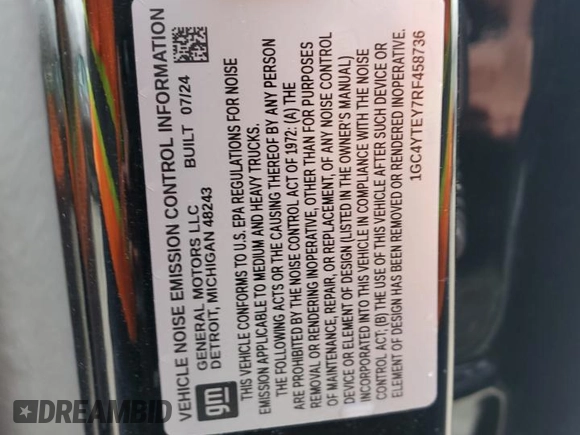 VEHICLE NOISE EMISSION CONTROL INFORMATION
gm
GENERAL MOTORS LLC
DETROIT, MICHIGAN 48243
BUILT 07/24
THIS VEHICLE CONFORMS TO U.S. EPA REGULATIONS FOR NOISE
EMISSION APPLICABLE TO MEDIUM AND HEAVY TRUCKS.
THE FOLLOWING ACTS OR THE CAUSING THEREOF BY ANY PERSON
ARE PROHIBITED BY THE NOISE CONTROL ACT OF 1972: (A) THE
REMOVAL OR RENDERING INOPERATIVE, OTHER THAN FOR PURPOSES
OF MAINTENANCE, REPAIR, OR REPLACEMENT, OF ANY NOISE CONTROL
DEVICE OR ELEMENT OF DESIGN (LISTED IN THE OWNER'S MANUAL)
INCORPORATED INTO THIS VEHICLE IN COMPLIANCE WITH THE NOISE
CONTROL ACT; (B) THE USE OF THIS VEHICLE AFTER SUCH DEVICE OR
ELEMENT OF DESIGN HAS BEEN REMOVED OR RENDERED INOPERATIVE.
1GC4YTEY7RF458736
DREAMBID